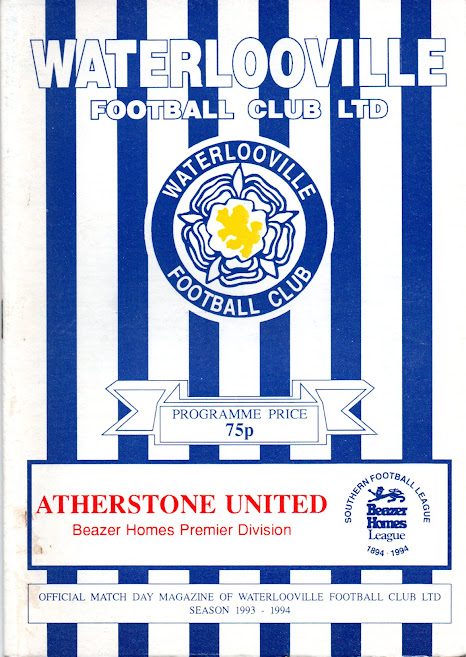 WATERLOOVILLE
FOOTBALL CLUB LTD
WATERLOOVILLE
FOOTBALL CLUB
PROGRAMME PRICE
75p
ATHERSTONE UNITED
Beazer Homes Premier Division
SOUTHERN FOOTBALL LEAGUE
Beazer
Homes
League
1894 - 1994
OFFICIAL MATCH DAY MAGAZINE OF WATERLOOVILLE FOOTBALL CLUB LTD
SEASON 1993 - 1994